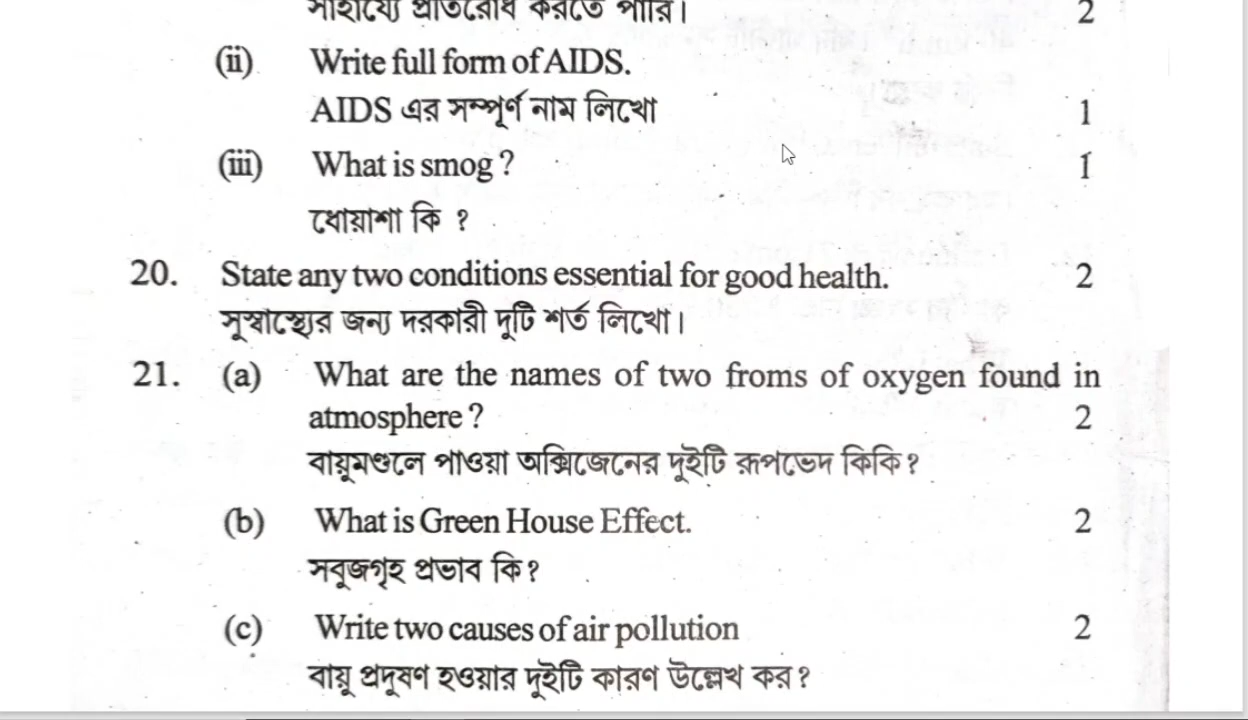 সাহায্যে প্রতিরোধ করতে পারি। 2
(ii) Write full form of AIDS.
AIDS এর সম্পূর্ণ নাম লিখো 1
(iii) What is smog ? 1
ধোয়াশা কি ?
20. State any two conditions essential for good health. 2
সুস্বাস্থ্যের জন্য দরকারী দুটি শর্ত লিখো।
21. (a) What are the names of two froms of oxygen found in
atmosphere ? 2
বায়ুমণ্ডলে পাওয়া অক্সিজেনের দুইটি রূপভেদ কিকি ?
(b) What is Green House Effect. 2
সবুজগৃহ প্রভাব কি ?
(c) Write two causes of air pollution 2
বায়ু প্রদূষণ হওয়ার দুইটি কারণ উল্লেখ কর ?